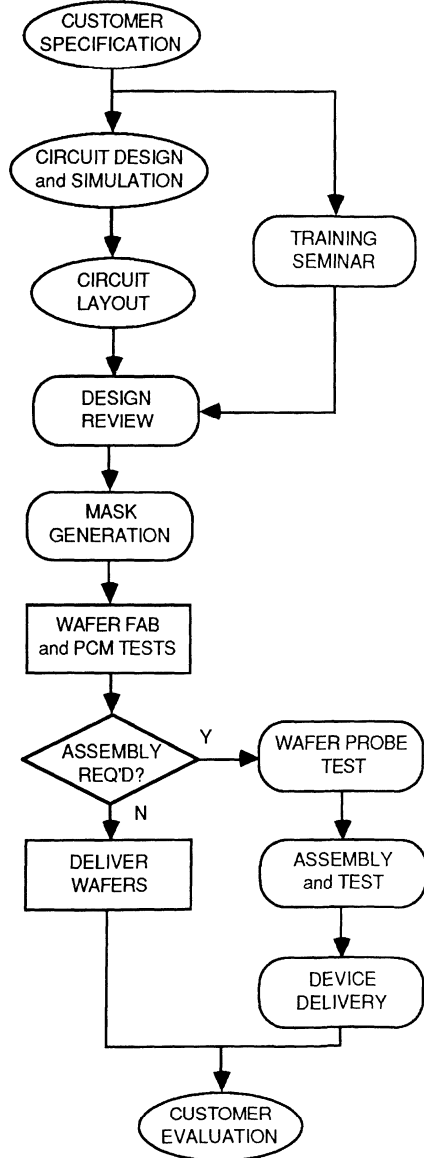 CUSTOMER
SPECIFICATION
CIRCUIT DESIGN
and SIMULATION
TRAINING
SEMINAR
CIRCUIT
LAYOUT
DESIGN
REVIEW
MASK
GENERATION
WAFER FAB
and PCM TESTS
ASSEMBLY
REQ'D?
Y
WAFER PROBE
TEST
N
DELIVER
WAFERS
ASSEMBLY
and TEST
DEVICE
DELIVERY
CUSTOMER
EVALUATION